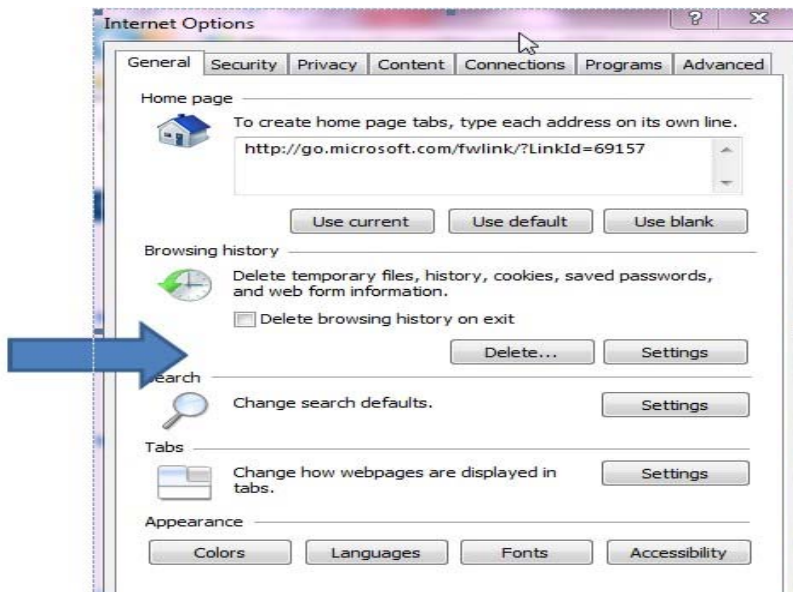 Internet Options
?
General Security Privacy Content Connections Programs Advanced
Home page
To create home page tabs, type each address on its own line.
http://go.microsoft.com/fwlink/?LinkId=69157
Use current Use default Use blank
Browsing history
Delete temporary files, history, cookies, saved passwords,
and web form information.
Delete browsing history on exit
Delete... Settings
Search
Change search defaults. Settings
Tabs
Change how webpages are displayed in
tabs. Settings
Appearance
Colors Languages Fonts Accessibility